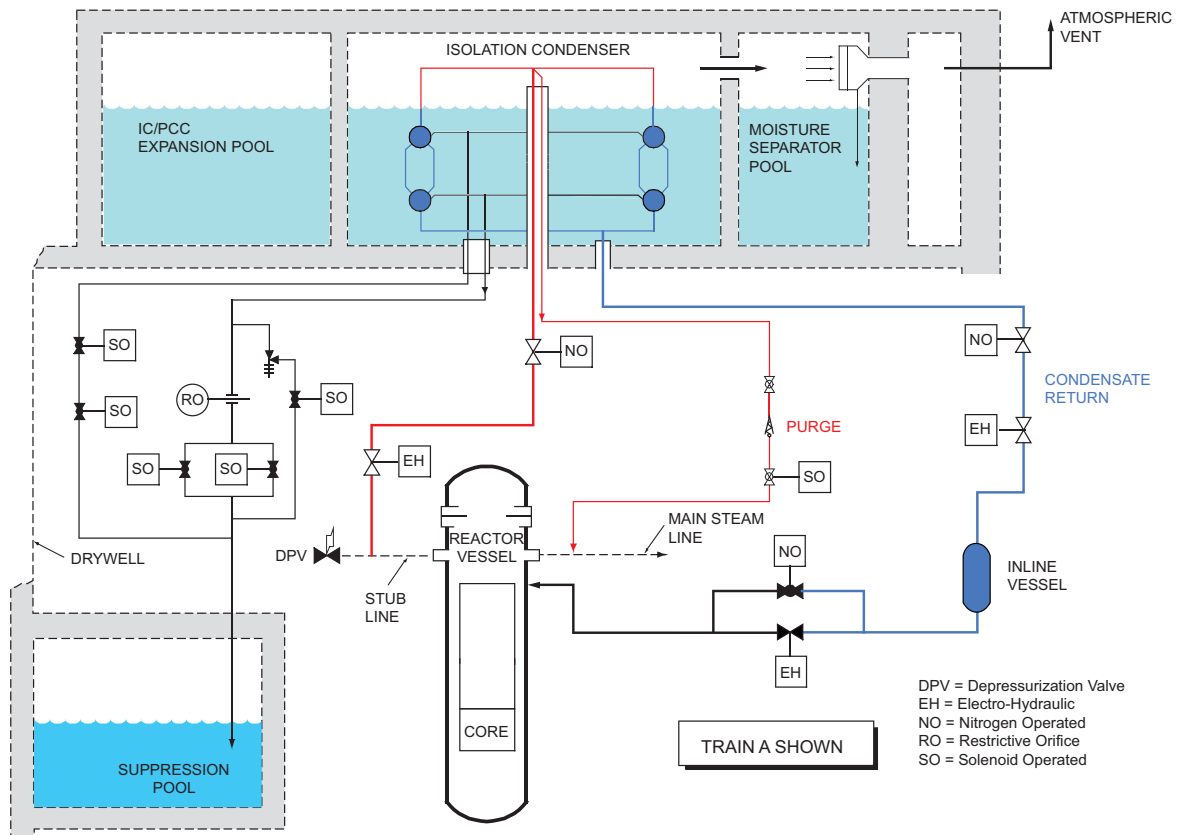 ATMOSPHERIC
VENT
ISOLATION CONDENSER
IC/PCC
EXPANSION POOL
MOISTURE
SEPARATOR
POOL
SO
NO
NO
SO
RO
SO
CONDENSATE
RETURN
PURGE
EH
SO
SO
EH
SO
MAIN STEAM
LINE
REACTOR
VESSEL
DRYWELL
DPV
STUB
LINE
NO
INLINE
VESSEL
EH
CORE
SUPPRESSION
POOL
TRAIN A SHOWN
DPV = Depressurization Valve
EH = Electro-Hydraulic
NO = Nitrogen Operated
RO = Restrictive Orifice
SO = Solenoid Operated